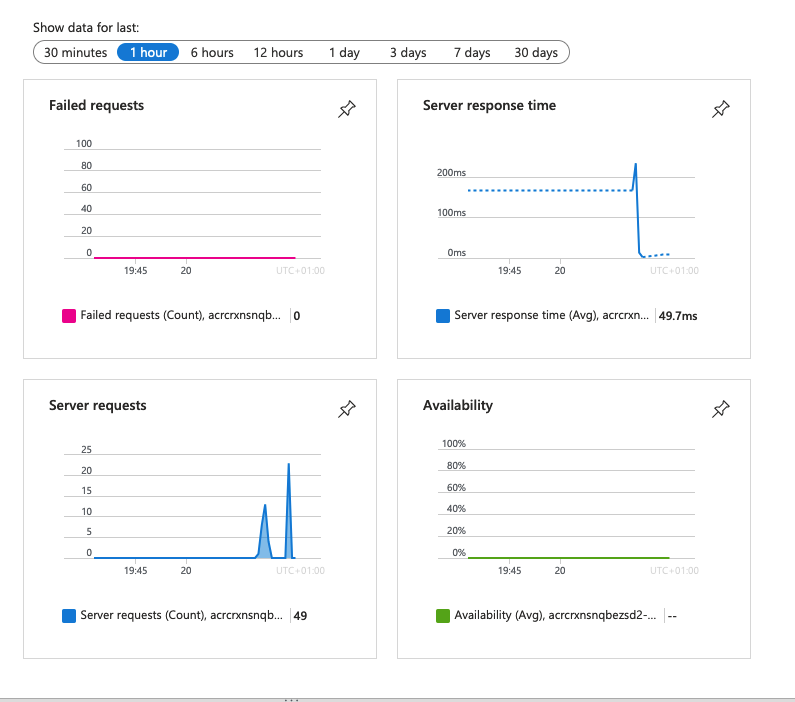 Show data for last:
30 minutes 1 hour 6 hours 12 hours 1 day 3 days 7 days 30 days
Failed requests
100
80
60
40
20
0
19:45 20 UTC+01:00
Failed requests (Count), acrcrxnsnqb... 0
Server response time
200ms
100ms
0ms
19:45 20 UTC+01:00
Server response time (Avg), acrcrxn... 49.7ms
Server requests
25
20
15
10
5
0
19:45 20 UTC+01:00
Server requests (Count), acrcrxnsnqb... 49
Availability
100%
80%
60%
40%
20%
0%
19:45 20 UTC+01:00
Availability (Avg), acrcrxnsnqbezsd2-... --